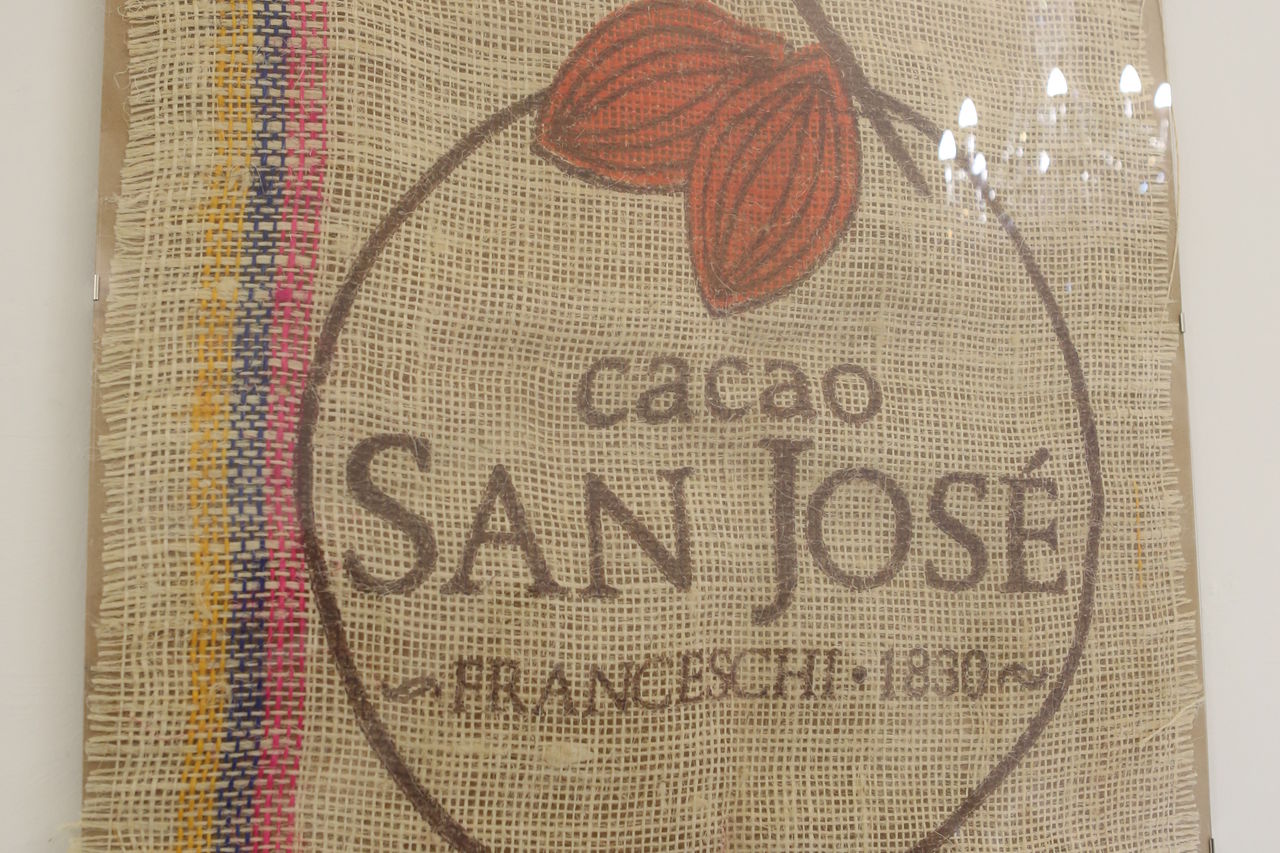 cacao
SAN JOSÉ
~FRANCESCHI • 1830~